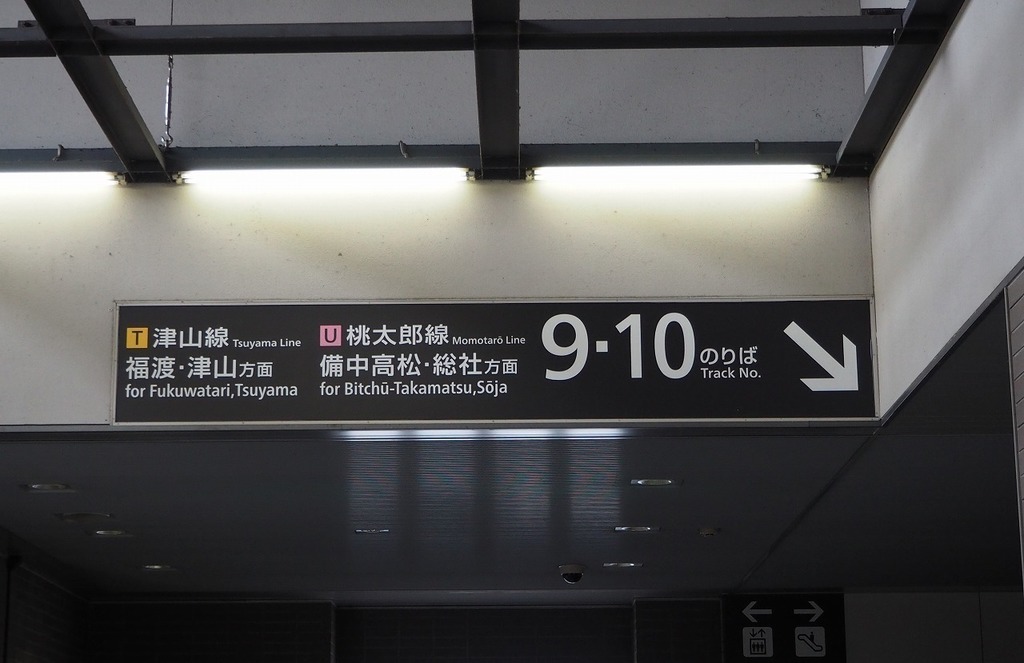 T 津山線 Tsuyama Line
福渡・津山方面
for Fukuwatari,Tsuyama
U 桃太郎線 Momotarō Line
備中高松・総社方面
for Bitchū-Takamatsu,Sōja
9・10 のりば
Track No.